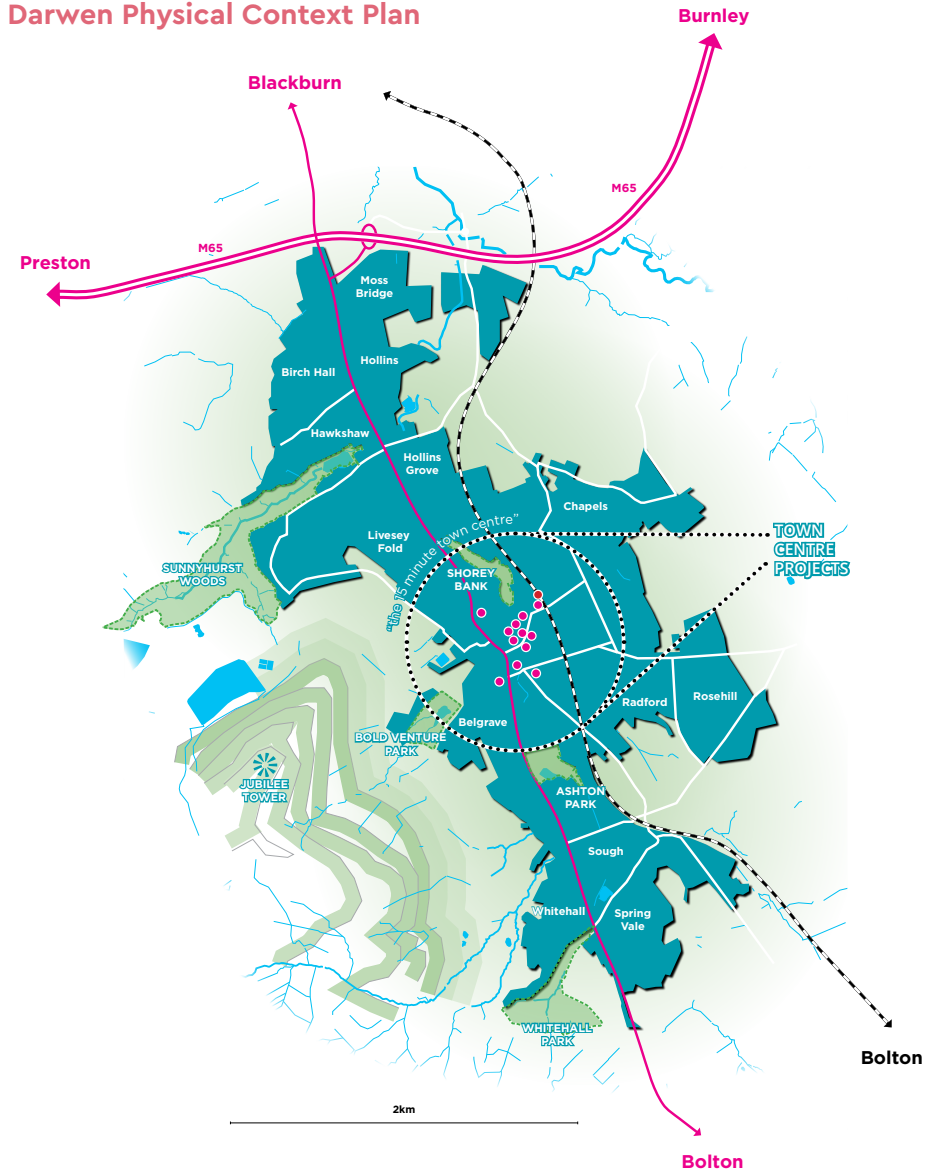 Darwen Physical Context Plan
Burnley
Blackburn
M65
M65
Preston
Moss
Bridge
Hollins
Birch Hall
Hawkshaw
Hollins
Grove
Chapels
"the 15 minute town centre"
TOWN
CENTRE
PROJECTS
Livesey
Fold
SHOREY
BANK
SUNNYHURST
WOODS
Radford
Rosehill
Belgrave
BOLD VENTURE
PARK
JUBILEE
TOWER
ASHTON
PARK
Sough
Whitehall
Spring
Vale
WHITEHALL
PARK
Bolton
2km
Bolton